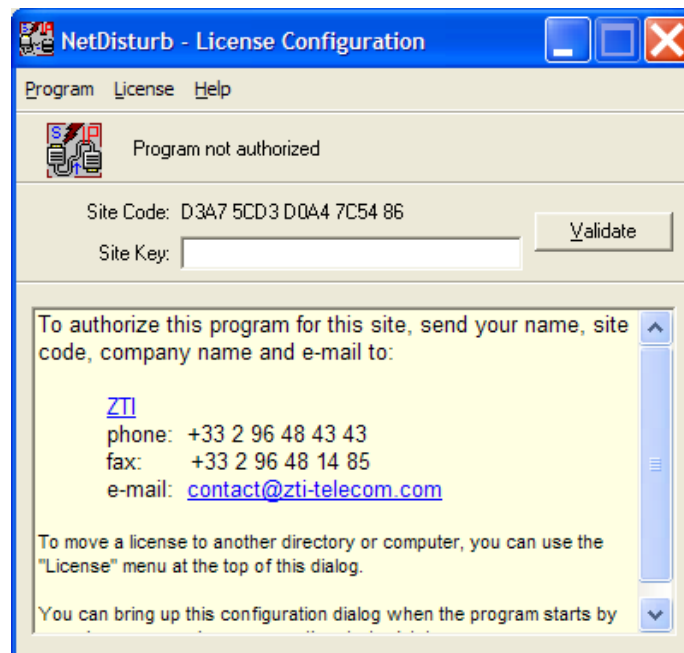 NetDisturb - License Configuration
Program License Help
Program not authorized
Site Code: D3A7 5CD3 D0A4 7C54 86
Site Key:
Validate
To authorize this program for this site, send your name, site
code, company name and e-mail to:
ZTI
phone: +33 2 96 48 43 43
fax: +33 2 96 48 14 85
e-mail: contact@zti-telecom.com
To move a license to another directory or computer, you can use the
"License" menu at the top of this dialog.
You can bring up this configuration dialog when the program starts by